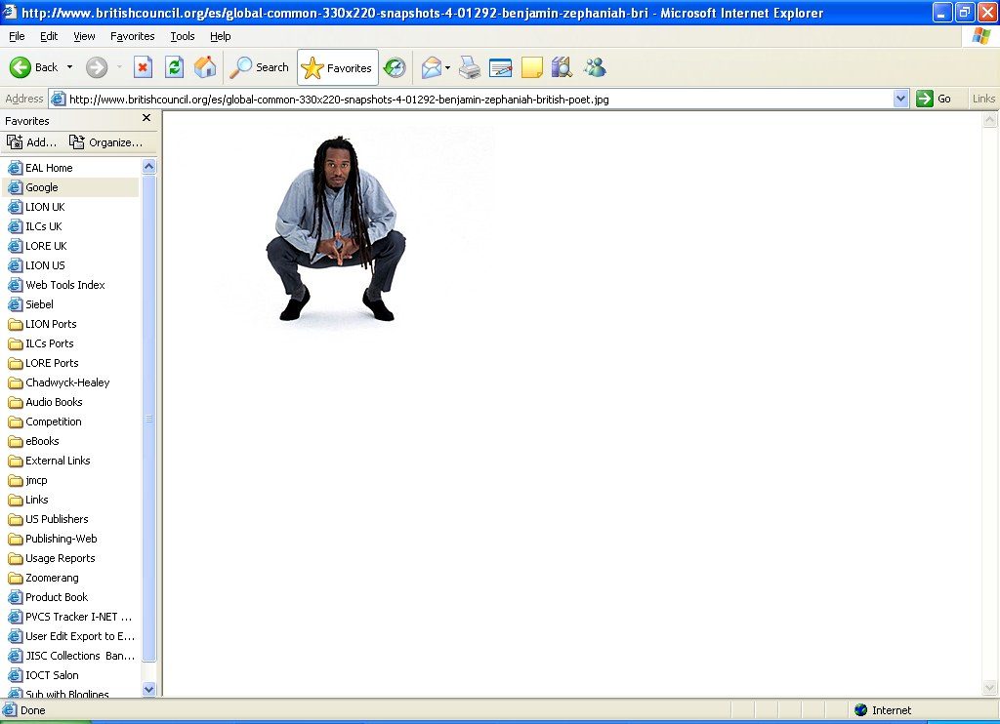 http://www.britishcouncil.org/es/global-common-330x220-snapshots-4-01292-benjamin-zephaniah-bri - Microsoft Internet Explorer
File Edit View Favorites Tools Help
Back Search Favorites
Address http://www.britishcouncil.org/es/global-common-330x220-snapshots-4-01292-benjamin-zephaniah-british-poet.jpg Go Links
Favorites
Add... Organize...
EAL Home
Google
LION UK
ILCs UK
LORE UK
LION US
Web Tools Index
Siebel
LION Ports
ILCs Ports
LORE Ports
Chadwyck-Healey
Audio Books
Competition
eBooks
External Links
jmcp
Links
US Publishers
Publishing-Web
Usage Reports
Zoomerang
Product Book
PVCS Tracker I-NET ...
User Edit Export to E...
JISC Collections Ban...
IOCT Salon
Sub with Bloglines
Done Internet